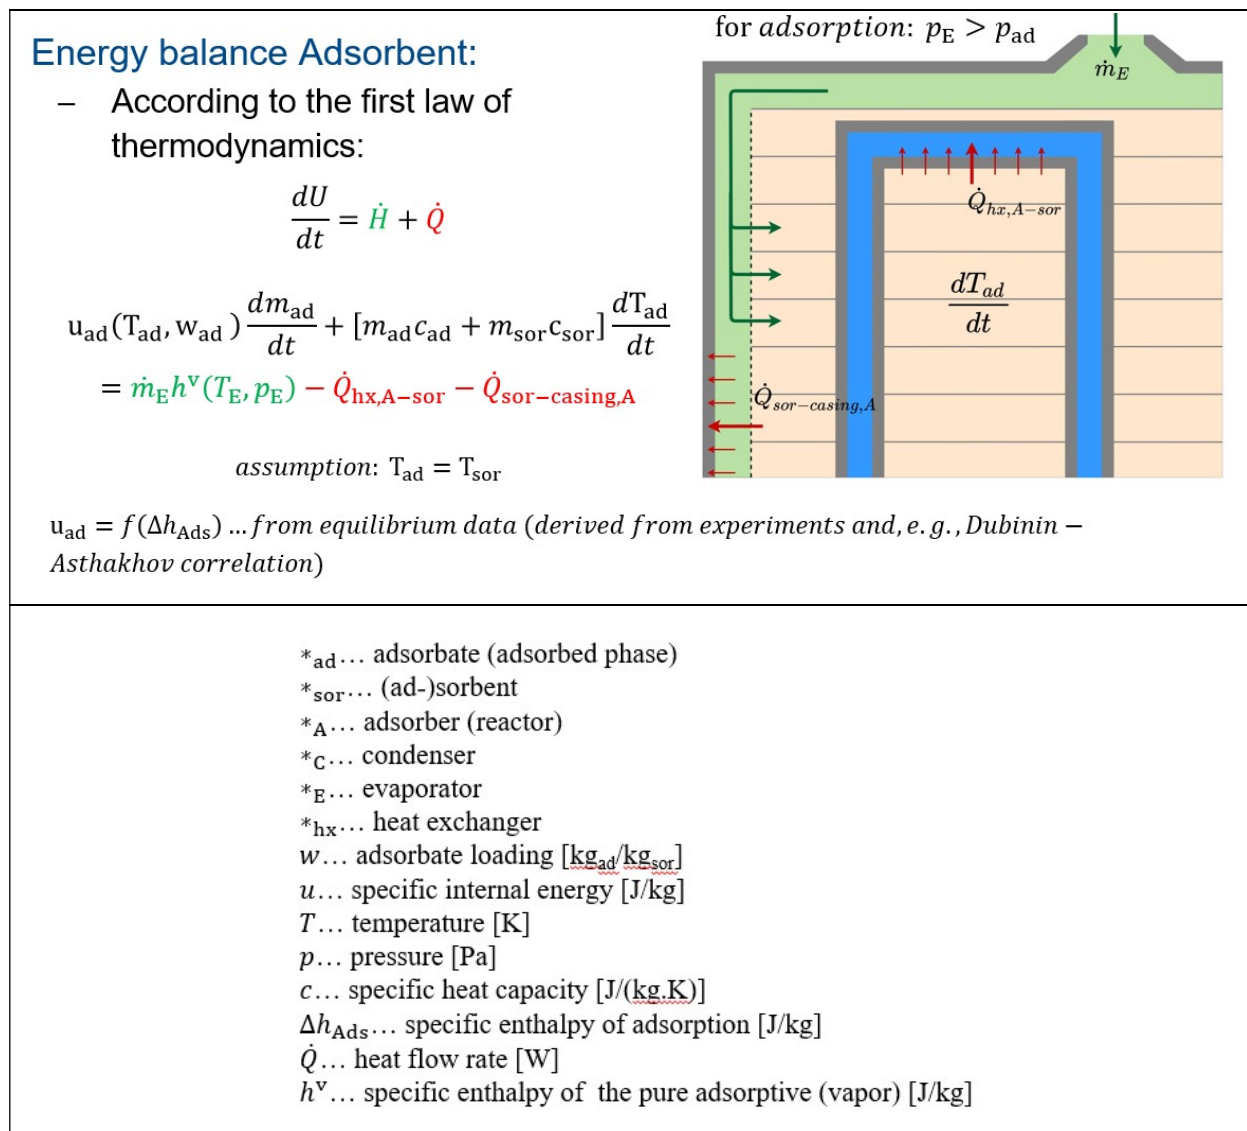 for adsorption: p_E > p_ad
ṁ_E
Energy balance Adsorbent:
– According to the first law of
thermodynamics:
dU/dt = Ḣ + Q̇
u_ad(T_ad, w_ad) dm_ad/dt + [m_ad c_ad + m_sor c_sor] dT_ad/dt
= ṁ_E h^v(T_E, p_E) − Q̇_hx,A−sor − Q̇_sor−casing,A
assumption: T_ad = T_sor
Q̇_hx,A−sor
dT_ad/dt
Q̇_sor−casing,A
u_ad = f(Δh_Ads) … from equilibrium data (derived from experiments and, e.g., Dubinin −
Asthakhov correlation)
*_ad… adsorbate (adsorbed phase)
*_sor… (ad-)sorbent
*_A… adsorber (reactor)
*_C… condenser
*_E… evaporator
*_hx… heat exchanger
w… adsorbate loading [kg_ad/kg_sor]
u… specific internal energy [J/kg]
T… temperature [K]
p… pressure [Pa]
c… specific heat capacity [J/(kg.K)]
Δh_Ads… specific enthalpy of adsorption [J/kg]
Q̇… heat flow rate [W]
h^v… specific enthalpy of the pure adsorptive (vapor) [J/kg]